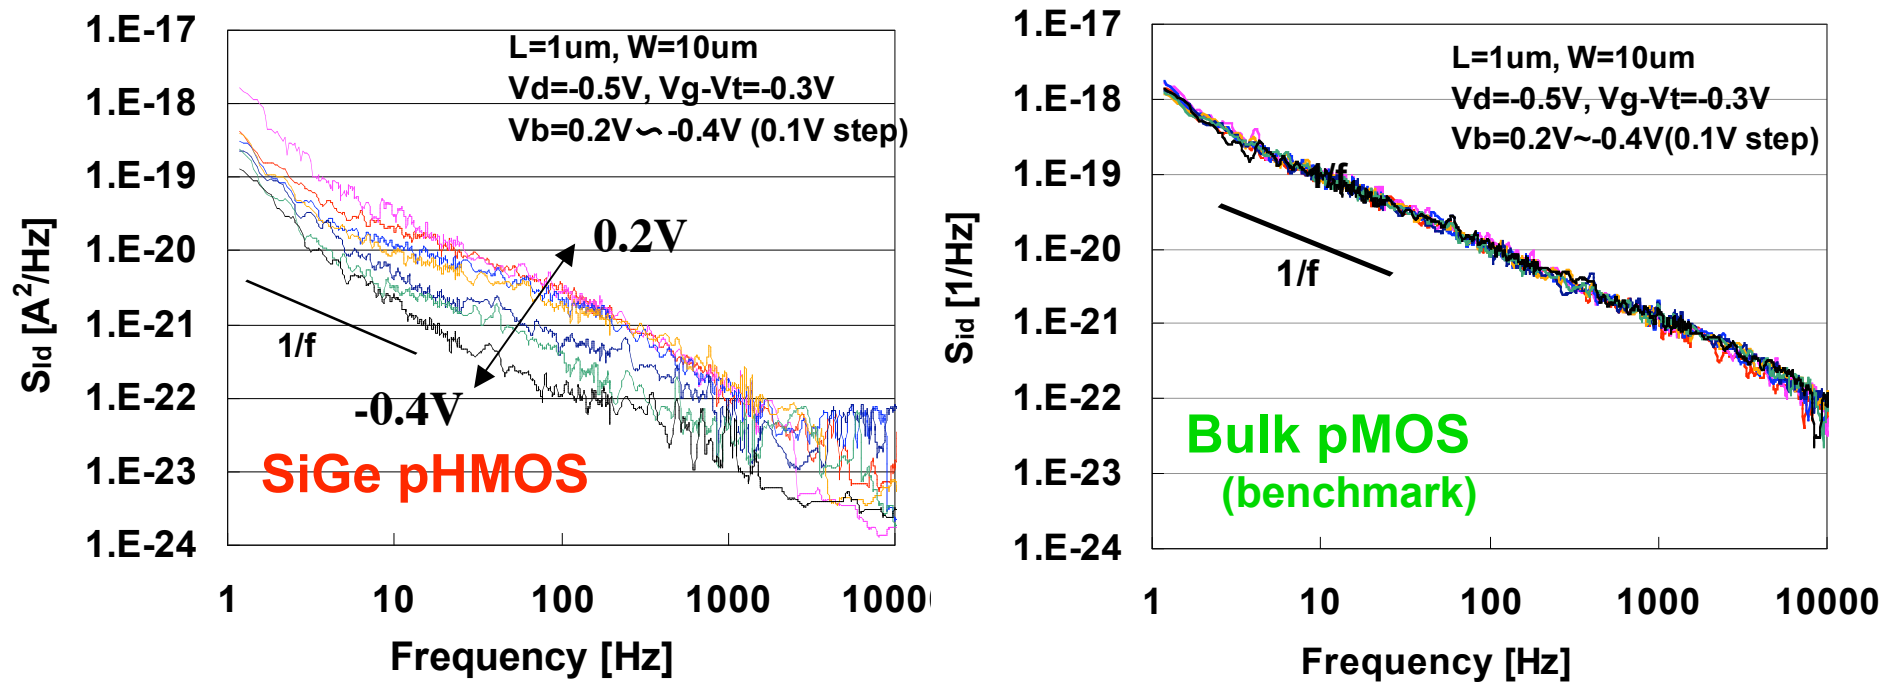 1.E-17
1.E-18
1.E-19
1.E-20
1.E-21
1.E-22
1.E-23
1.E-24
SId [A2/Hz]
L=1um, W=10um
Vd=-0.5V, Vg-Vt=-0.3V
Vb=0.2V~-0.4V (0.1V step)
0.2V
1/f
-0.4V
SiGe pHMOS
1
10
100
1000
10000
Frequency [Hz]
1.E-17
1.E-18
1.E-19
1.E-20
1.E-21
1.E-22
1.E-23
1.E-24
Sid [1/Hz]
L=1um, W=10um
Vd=-0.5V, Vg-Vt=-0.3V
Vb=0.2V~-0.4V(0.1V step)
1/f
1/f
Bulk pMOS
(benchmark)
1
10
100
1000
10000
Frequency [Hz]